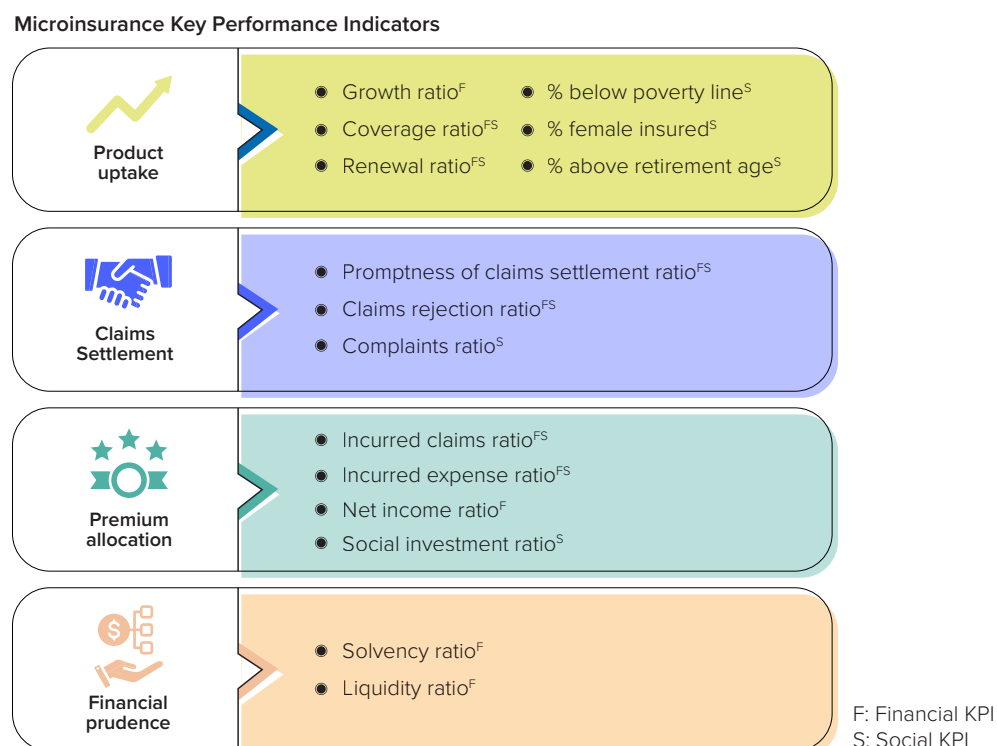 Microinsurance Key Performance Indicators
Product
uptake
Growth ratioF
Coverage ratioFS
Renewal ratioFS
% below poverty lineS
% female insuredS
% above retirement ageS
Claims
Settlement
Promptness of claims settlement ratioFS
Claims rejection ratioFS
Complaints ratioS
Premium
allocation
Incurred claims ratioFS
Incurred expense ratioFS
Net income ratioF
Social investment ratioS
$
Financial
prudence
Solvency ratioF
Liquidity ratioF
F: Financial KPI
S: Social KPI